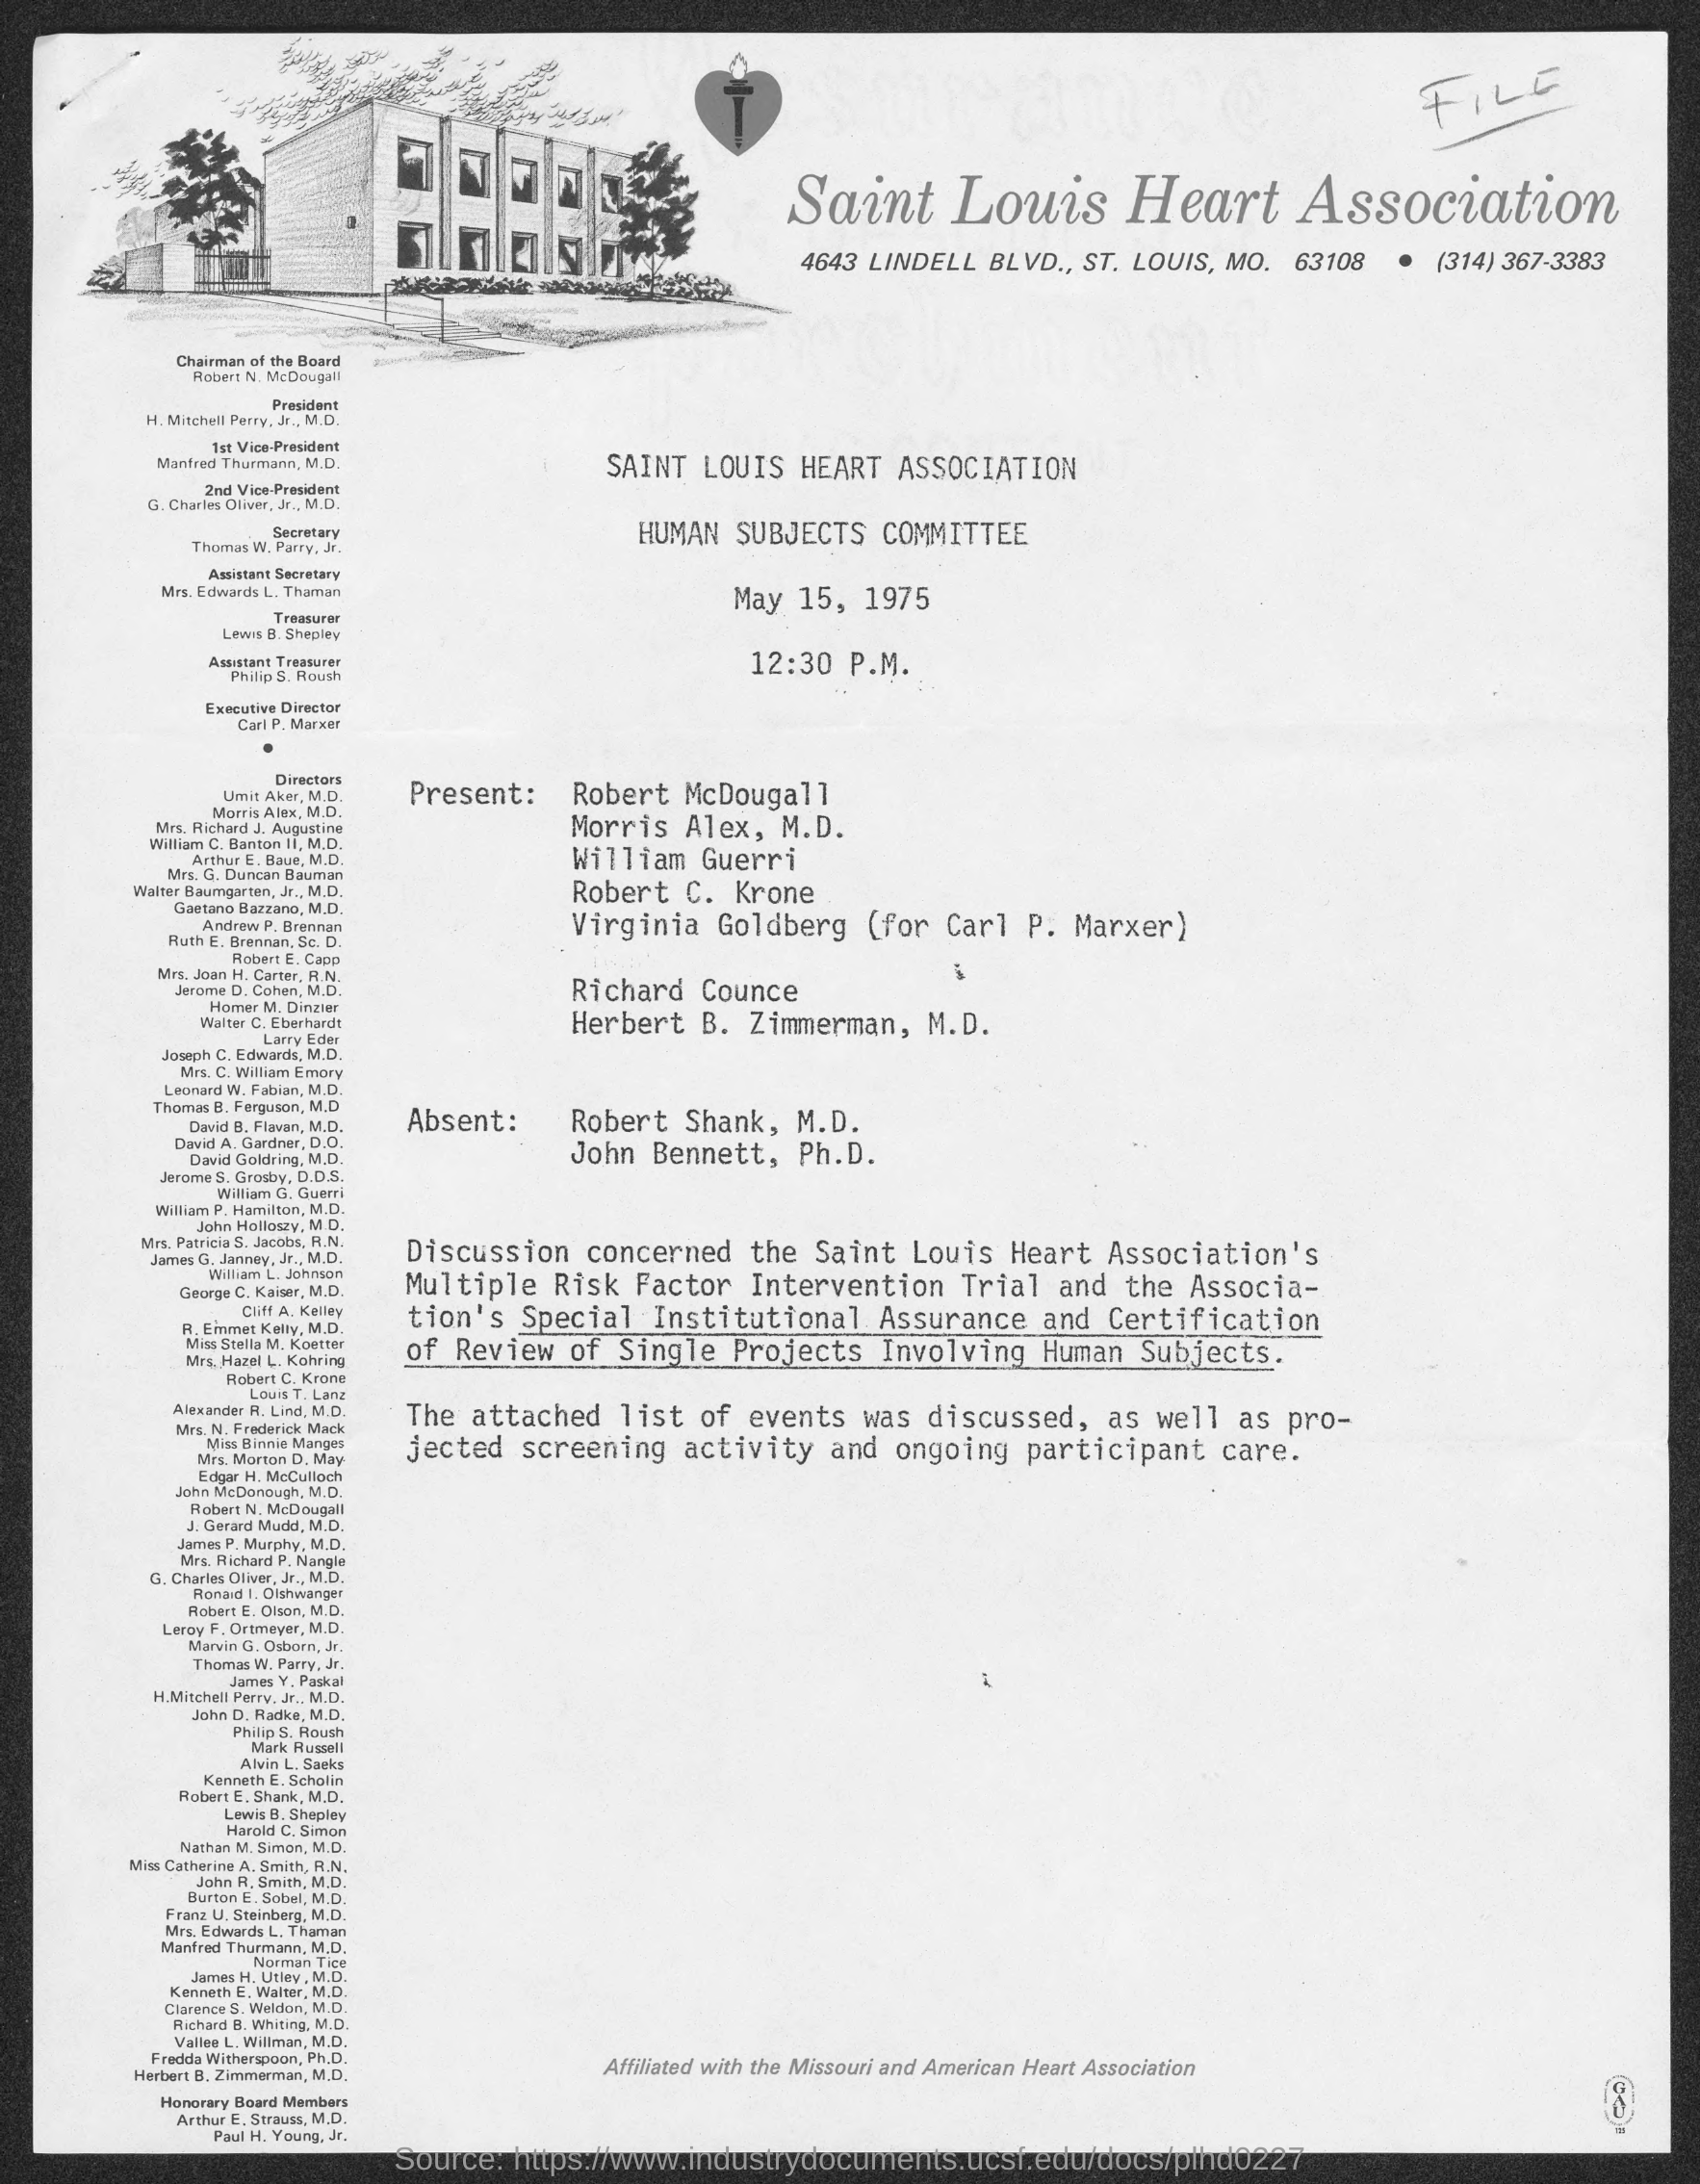 FILE
Saint Louis Heart Association
4643 LINDELL BLVD., ST. LOUIS, MO. 63108 • (314) 367-3383
Chairman of the Board
Robert N. McDougall
President
H. Mitchell Perry, Jr., M.D.
1st Vice-President
Manfred Thurmann, M.D.
2nd Vice-President
G. Charles Oliver, Jr., M.D.
Secretary
Thomas W. Parry, Jr.
Assistant Secretary
Mrs. Edwards L. Thaman
Treasurer
Lewis B. Shepley
Assistant Treasurer
Philip S. Roush
Executive Director
Carl P. Marxer
•
Directors
Umit Aker, M.D.
Morris Alex, M.D.
Mrs. Richard J. Augustine
William C. Banton II, M.D.
Arthur E. Baue, M.D.
Mrs. G. Duncan Bauman
Walter Baumgarten, Jr., M.D.
Gaetano Bazzano, M.D.
Andrew P. Brennan
Ruth E. Brennan, Sc. D.
Robert E. Capp
Mrs. Joan H. Carter, R.N.
Jerome D. Cohen, M.D.
Homer M. Dinzler
Walter C. Eberhardt
Larry Eder
Joseph C. Edwards, M.D.
Mrs. C. William Emory
Leonard W. Fabian, M.D.
Thomas B. Ferguson, M.D
David B. Flavan, M.D.
David A. Gardner, D.O.
David Goldring, M.D.
Jerome S. Grosby, D.D.S.
William G. Guerri
William P. Hamilton, M.D.
John Holloszy, M.D.
Mrs. Patricia S. Jacobs, R.N.
James G. Janney, Jr., M.D.
William L. Johnson
George C. Kaiser, M.D.
Cliff A. Kelley
R. Emmet Kelly, M.D.
Miss Stella M. Koetter
Mrs. Hazel L. Kohring
Robert C. Krone
Louis T. Lanz
Alexander R. Lind, M.D.
Mrs. N. Frederick Mack
Miss Binnie Manges
Mrs. Morton D. May
Edgar H. McCulloch
John McDonough, M.D.
Robert N. McDougall
J. Gerard Mudd, M.D.
James P. Murphy, M.D.
Mrs. Richard P. Nangle
G. Charles Oliver, Jr., M.D.
Ronald I. Olshwanger
Robert E. Olson, M.D.
Leroy F. Ortmeyer, M.D.
Marvin G. Osborn, Jr.
Thomas W. Parry, Jr.
James Y. Paskal
H.Mitchell Perry, Jr., M.D.
John D. Radke, M.D.
Philip S. Roush
Mark Russell
Alvin L. Saeks
Kenneth E. Scholin
Robert E. Shank, M.D.
Lewis B. Shepley
Harold C. Simon
Nathan M. Simon, M.D.
Miss Catherine A. Smith, R.N.
John R. Smith, M.D.
Burton E. Sobel, M.D.
Franz U. Steinberg, M.D.
Mrs. Edwards L. Thaman
Manfred Thurmann, M.D.
Norman Tice
James H. Utley, M.D.
Kenneth E. Walter, M.D.
Clarence S. Weldon, M.D.
Richard B. Whiting, M.D.
Vallee L. Willman, M.D.
Fredda Witherspoon, Ph.D.
Herbert B. Zimmerman, M.D.
Honorary Board Members
Arthur E. Strauss, M.D.
Paul H. Young, Jr.
SAINT LOUIS HEART ASSOCIATION
HUMAN SUBJECTS COMMITTEE
May 15, 1975
12:30 P.M.
Present: Robert McDougall
Morris Alex, M.D.
William Guerri
Robert C. Krone
Virginia Goldberg (for Carl P. Marxer)
Richard Counce
Herbert B. Zimmerman, M.D.
Absent: Robert Shank, M.D.
John Bennett, Ph.D.
Discussion concerned the Saint Louis Heart Association's
Multiple Risk Factor Intervention Trial and the Associa-
tion's Special Institutional Assurance and Certification
of Review of Single Projects Involving Human Subjects.
The attached list of events was discussed, as well as pro-
jected screening activity and ongoing participant care.
Affiliated with the Missouri and American Heart Association
GAU
125
Source: https://www.industrydocuments.ucsf.edu/docs/plhd0227